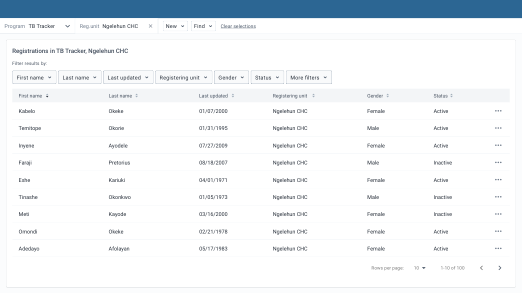 Program TB Tracker Reg unit Ngelehun CHC × New Find Clear selections
Registrations in TB Tracker, Ngelehun CHC
Filter results by:
First name Last name Last updated Registering unit Gender Status More filters
First name Last name Last updated Registering unit Gender Status
Kabelo Okeke 01/07/2000 Ngelehun CHC Female Active
Temitope Okorie 01/31/1995 Ngelehun CHC Male Active
Inyene Ayodele 07/27/2009 Ngelehun CHC Female Active
Faraji Pretorius 08/18/2007 Ngelehun CHC Male Inactive
Eshe Kariuki 04/01/1971 Ngelehun CHC Female Active
Tinashe Okonkwo 01/05/1973 Ngelehun CHC Male Inactive
Meti Kayode 03/16/2000 Ngelehun CHC Female Inactive
Omondi Okeke 02/21/1978 Ngelehun CHC Female Active
Adedayo Afolayan 05/17/1983 Ngelehun CHC Female Active
Rows per page: 10 1-10 of 100